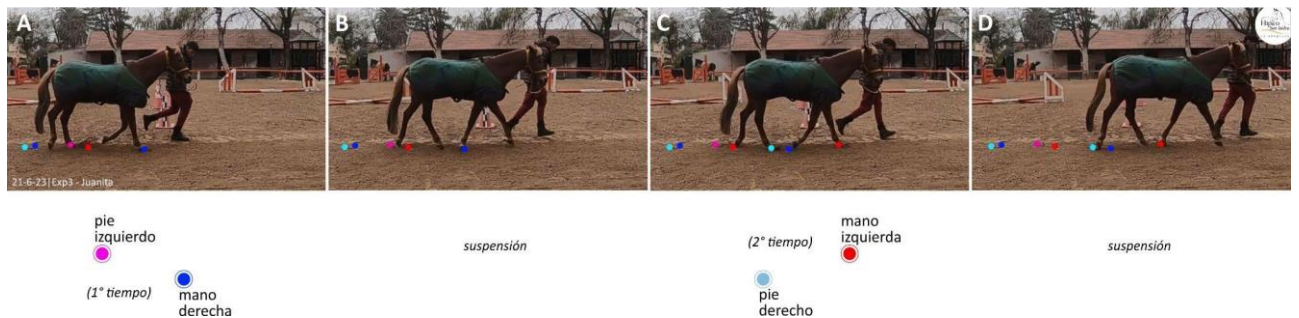 A
B
C
D
Hípico
21-6-23|Exp3 - Juanita
pie
izquierdo
(1° tiempo)
mano
derecha
suspensión
(2° tiempo)
mano
izquierda
pie
derecho
suspensión